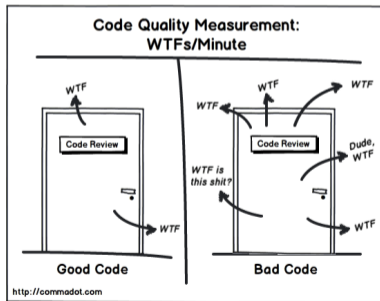 Code Quality Measurement:
WTFs/Minute
WTF
Code Review
WTF
Good Code
WTF
WTF
WTF
Code Review
Dude,
WTF
WTF is
this shit?
WTF
Bad Code
http://commadot.com